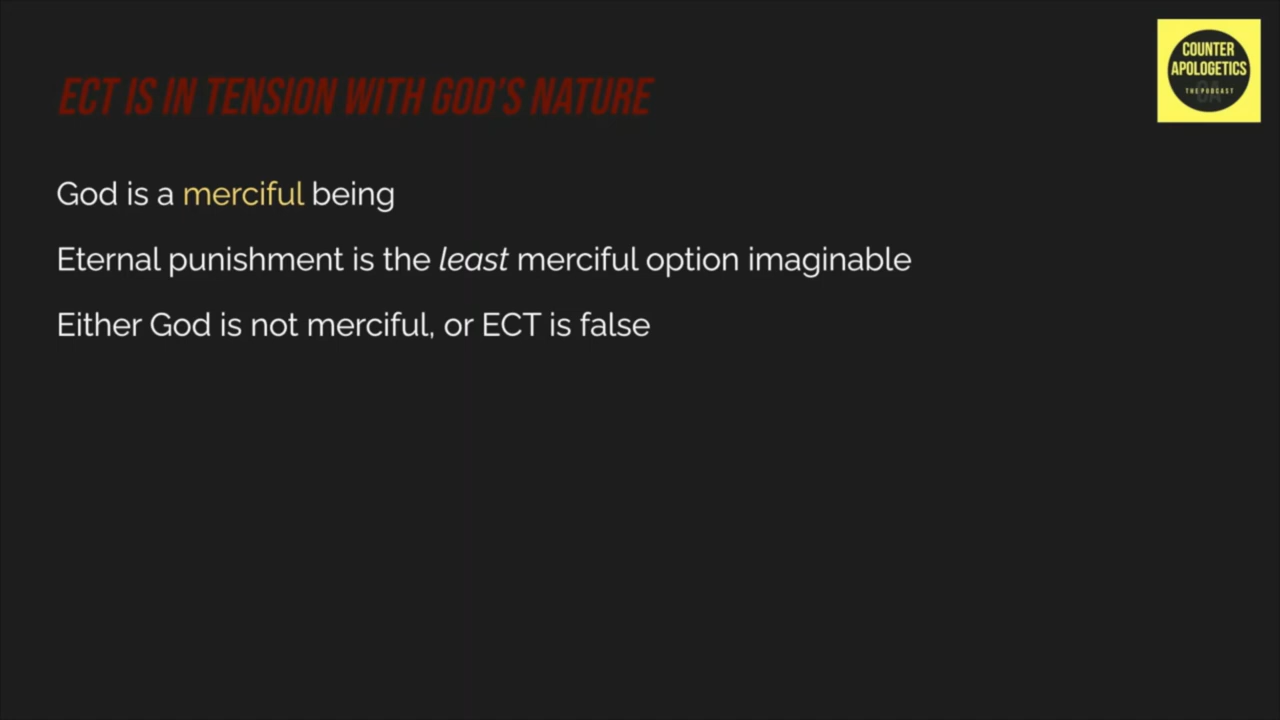 ECT IS IN TENSION WITH GOD'S NATURE
COUNTER
APOLOGETICS
THE PODCAST
CA
God is a merciful being
Eternal punishment is the least merciful option imaginable
Either God is not merciful, or ECT is false